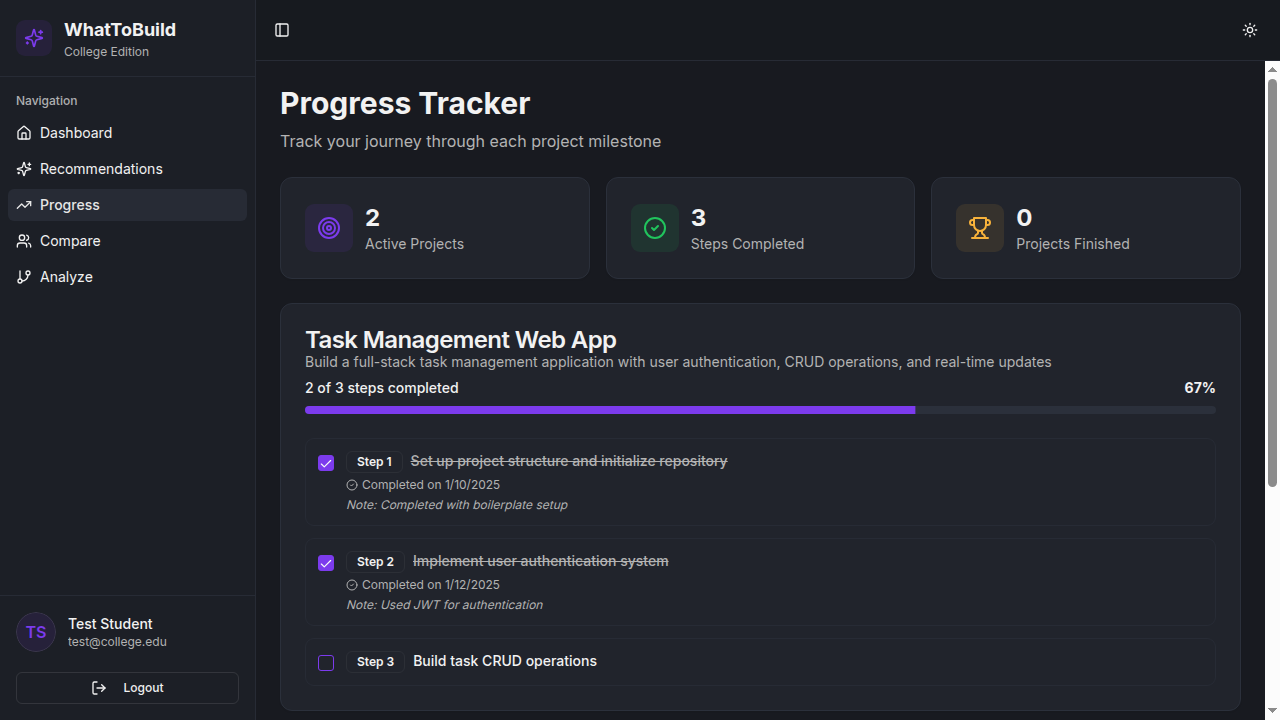 WhatToBuild
College Edition
Navigation
Dashboard
Recommendations
Progress
Compare
Analyze
Test Student
TS
test@college.edu
Logout
Progress Tracker
Track your journey through each project milestone
2
Active Projects
3
Steps Completed
0
Projects Finished
Task Management Web App
Build a full-stack task management application with user authentication, CRUD operations, and real-time updates
2 of 3 steps completed 67%
Step 1 Set up project structure and initialize repository
Completed on 1/10/2025
Note: Completed with boilerplate setup
Step 2 Implement user authentication system
Completed on 1/12/2025
Note: Used JWT for authentication
Step 3 Build task CRUD operations